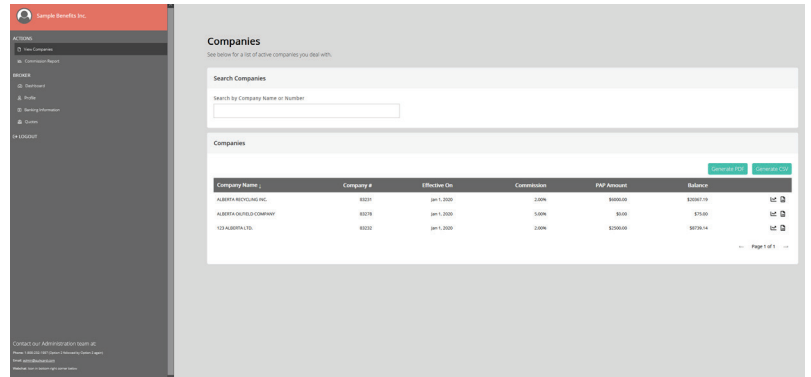 Sample Benefits Inc.
ACTIONS
View Companies
Commission Report
BROKER
Dashboard
Profile
Banking Information
Quotes
LOGOUT
Contact our Administration team at:
Companies
See below for a list of active companies you deal with.
Search Companies
Search by Company Name or Number
Companies
Generate PDF Generate CSV
Company Name Company # Effective On Commission PAP Amount Balance
ALBERTA RECYCLING INC. 03231 Jan 1, 2020 2.00% $6000.00 $20367.19
ALBERTA OILFIELD COMPANY 03278 Jan 1, 2020 5.00% $0.00 $75.00
123 ALBERTA LTD. 03232 Jan 1, 2020 2.00% $2500.00 $8738.14
← Page 1 of 1 →